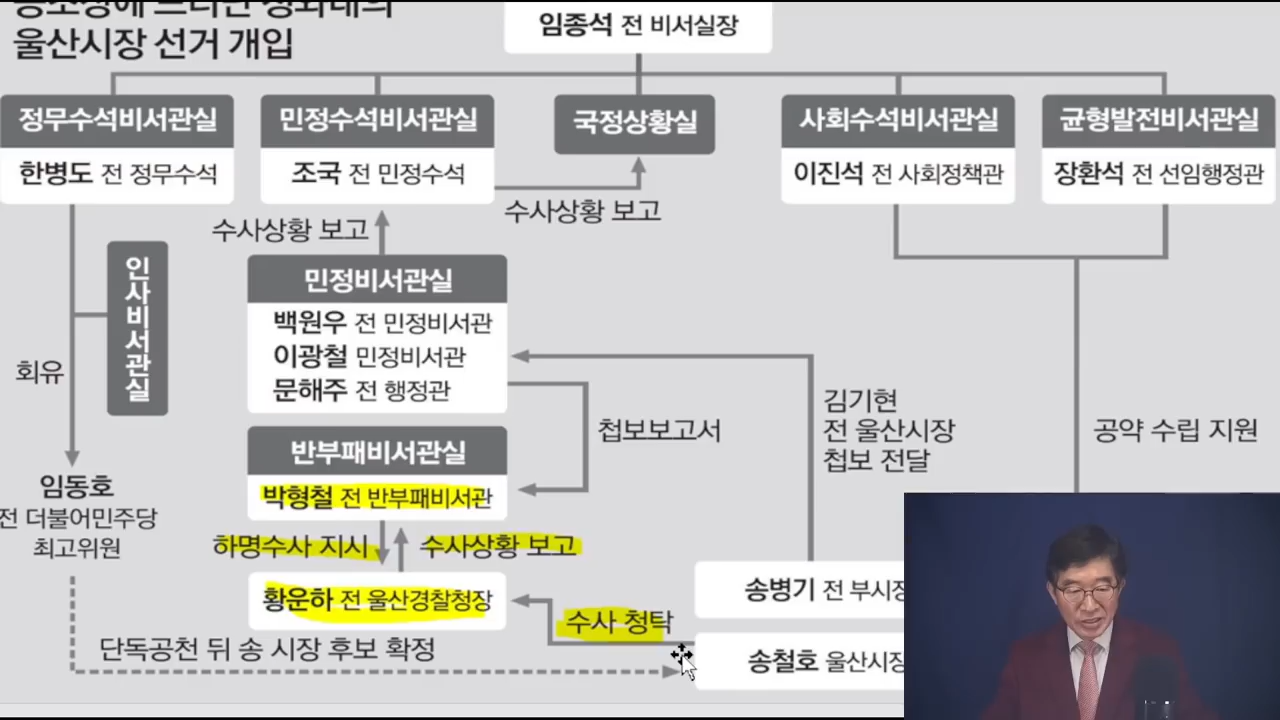 울산시장 선거 개입
임종석 전 비서실장
정무수석비서관실
한병도 전 정무수석
민정수석비서관실
조국 전 민정수석
국정상황실
사회수석비서관실
이진석 전 사회정책관
균형발전비서관실
장환석 전 선임행정관
수사상황 보고
수사상황 보고
인사비서관실
회유
민정비서관실
백원우 전 민정비서관
이광철 민정비서관
문해주 전 행정관
첩보보고서
김기현
전 울산시장
첩보 전달
공약 수립 지원
반부패비서관실
박형철 전 반부패비서관
임동호
전 더불어민주당
최고위원
하명수사 지시
수사상황 보고
황운하 전 울산경찰청장
수사 청탁
송병기 전 부시장
단독공천 뒤 송 시장 후보 확정
송철호 울산시장